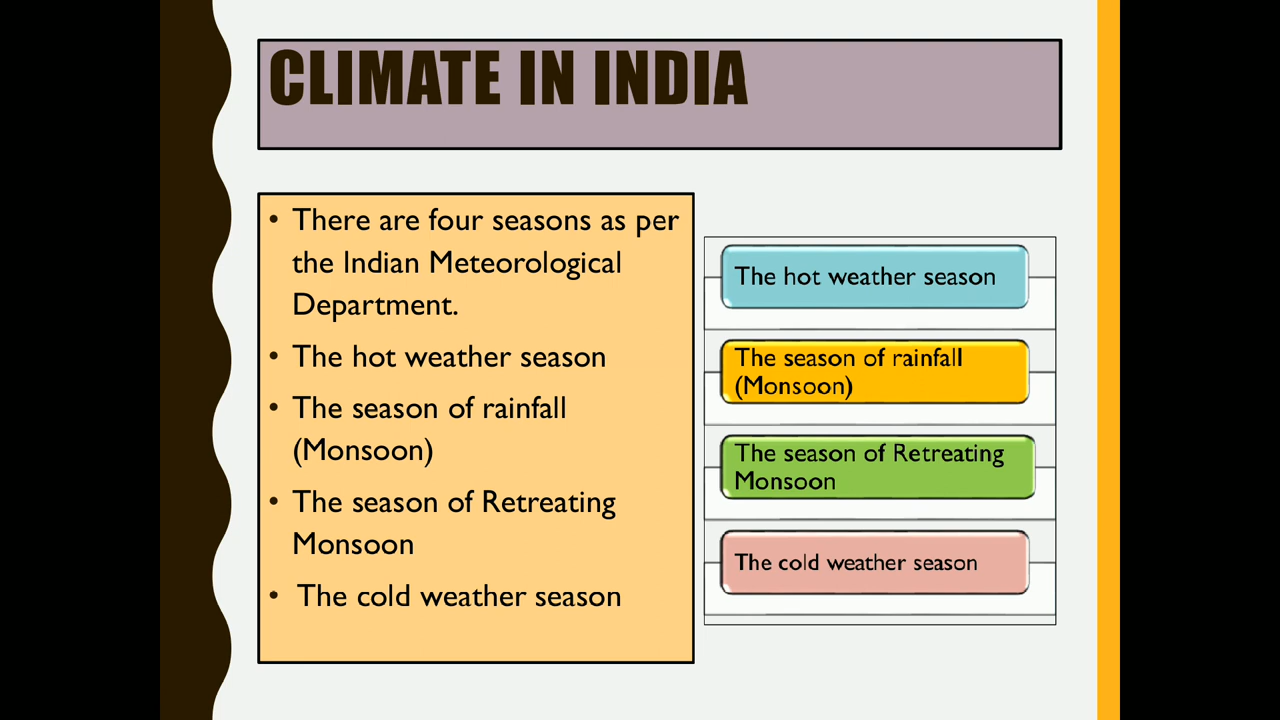 CLIMATE IN INDIA
• There are four seasons as per
the Indian Meteorological
Department.
• The hot weather season
• The season of rainfall
(Monsoon)
• The season of Retreating
Monsoon
• The cold weather season
The hot weather season
The season of rainfall
(Monsoon)
The season of Retreating
Monsoon
The cold weather season